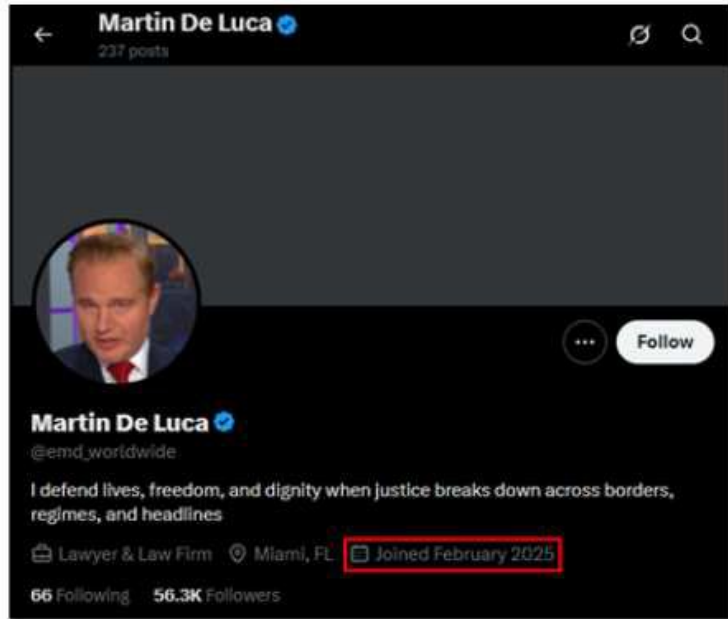 Martin De Luca
237 posts
Follow
Martin De Luca
@emd_worldwide
I defend lives, freedom, and dignity when justice breaks down across borders,
regimes, and headlines
Lawyer & Law Firm Miami, FL Joined February 2025
66 Following 56.3K Followers